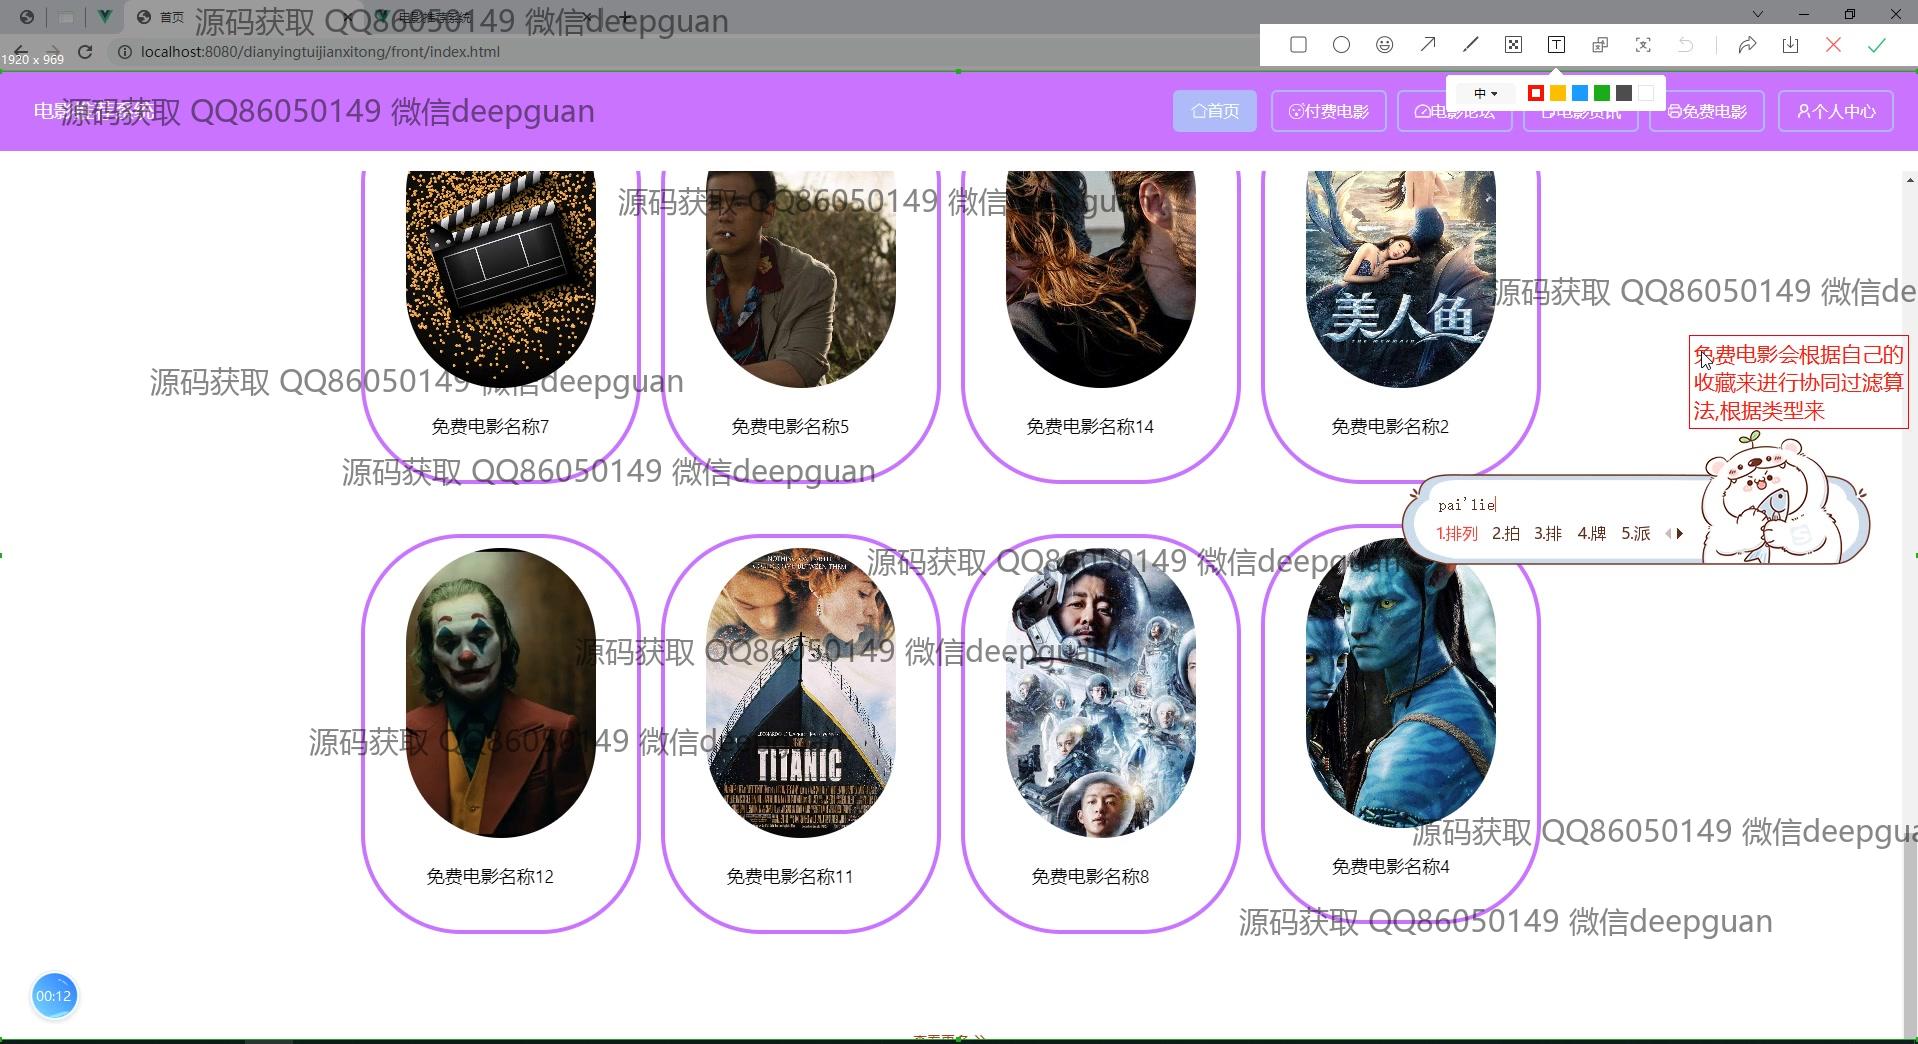 首页
源码获取 QQ86050149 微信deepguan
localhost:8080/dianyingtuijianxitong/front/index.html
1920 x 969
中
源码获取 QQ86050149 微信deepguan
首页
付费电影
电影论坛
电影资讯
免费电影
个人中心
源码获取 QQ86050149 微信deepguan
美人鱼
THE MERMAID
源码获取 QQ86050149 微信de
免费电影会根据自己的
收藏来进行协同过滤算
法,根据类型来
源码获取 QQ86050149 微信deepguan
免费电影名称7
免费电影名称5
免费电影名称14
免费电影名称2
源码获取 QQ86050149 微信deepguan
pai'lie
1.排列 2.拍 3.排 4.牌 5.派
源码获取 QQ86050149 微信deepguan
源码获取 QQ86050149 微信deepguan
源码获取 QQ86050149 微信deepguan
TITANIC
源码获取 QQ86050149 微信deepgua
免费电影名称12
免费电影名称11
免费电影名称8
免费电影名称4
源码获取 QQ86050149 微信deepguan
00:12